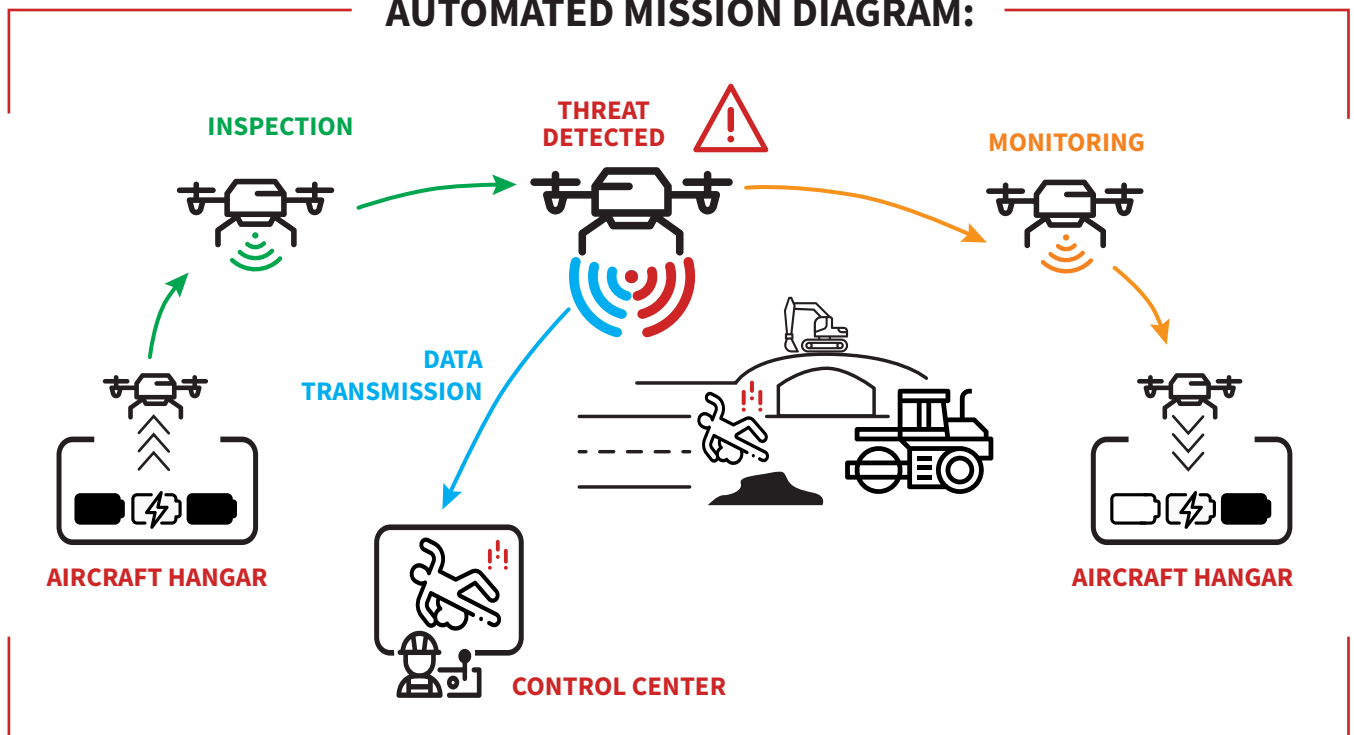 AUTOMATED MISSION DIAGRAM:
INSPECTION
THREAT
DETECTED
MONITORING
DATA
TRANSMISSION
AIRCRAFT HANGAR
AIRCRAFT HANGAR
CONTROL CENTER